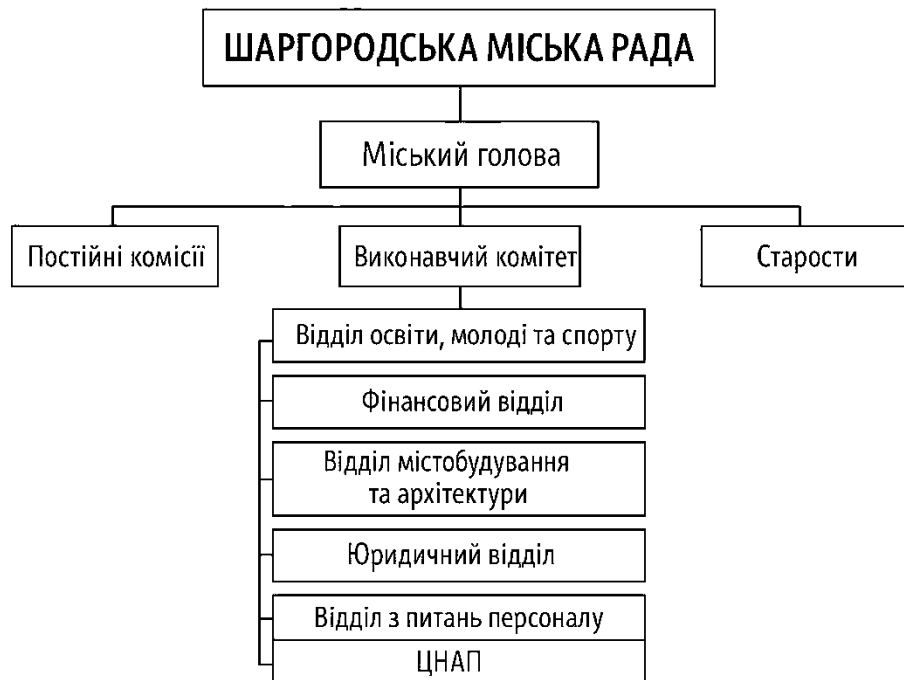 ШАРГОРОДСЬКА МІСЬКА РАДА
Міський голова
Постійні комісії
Виконавчий комітет
Старости
Відділ освіти, молоді та спорту
Фінансовий відділ
Відділ містобудування
та архітектури
Юридичний відділ
Відділ з питань персоналу
ЦНАП